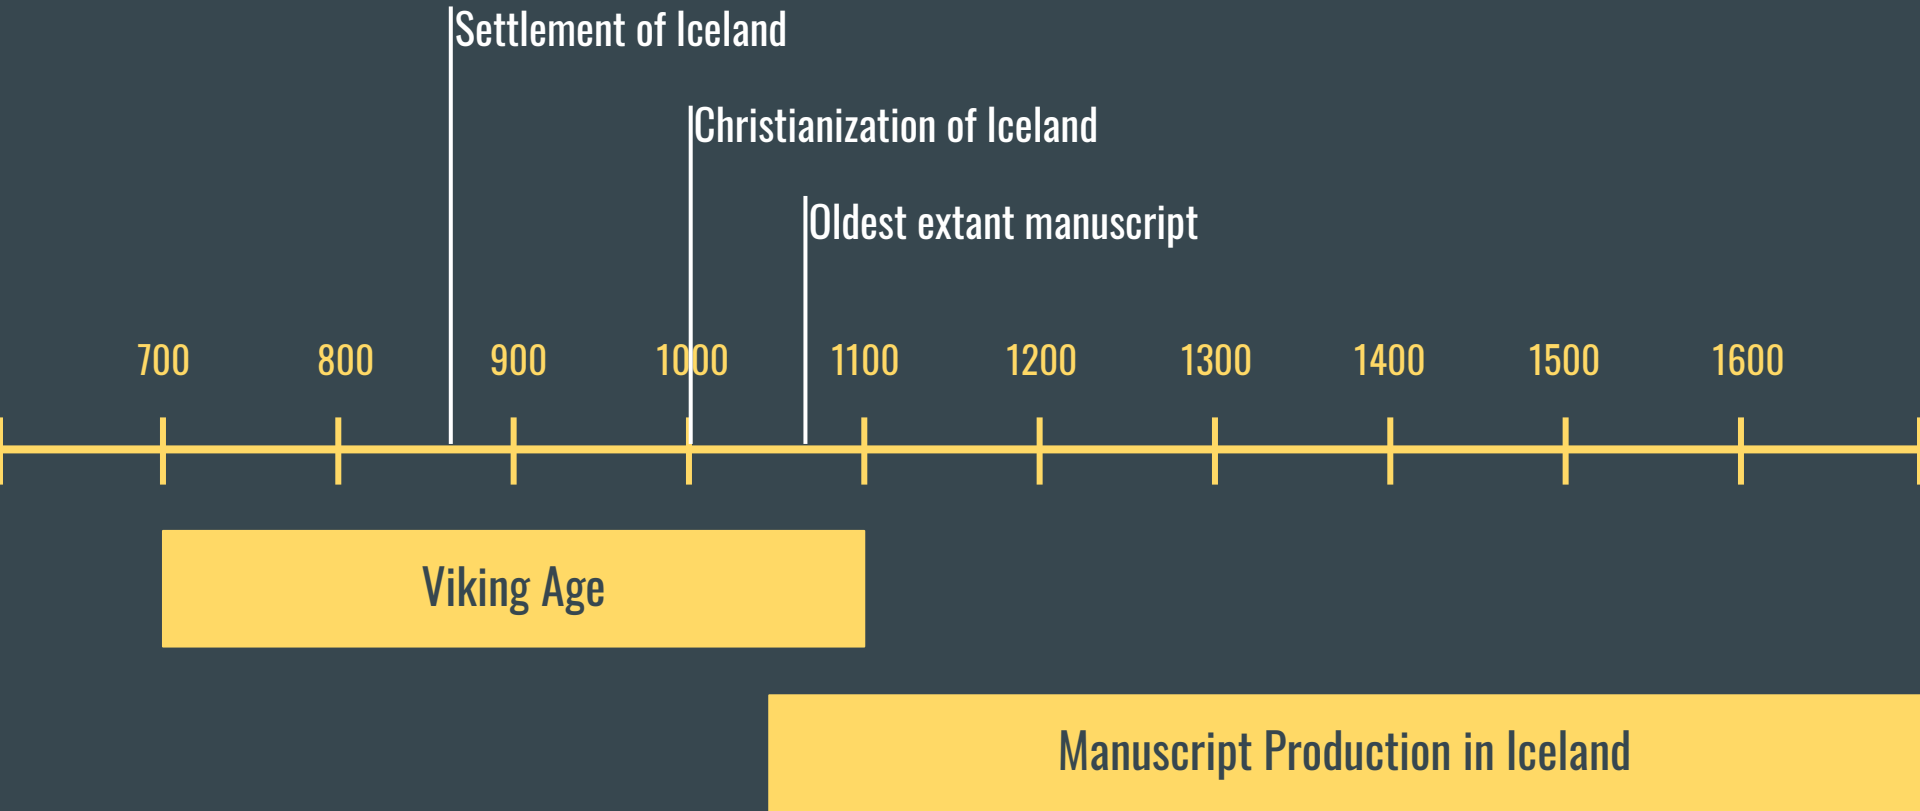 Settlement of Iceland
Christianization of Iceland
Oldest extant manuscript
700 800 900 1000 1100 1200 1300 1400 1500 1600
Viking Age
Manuscript Production in Iceland